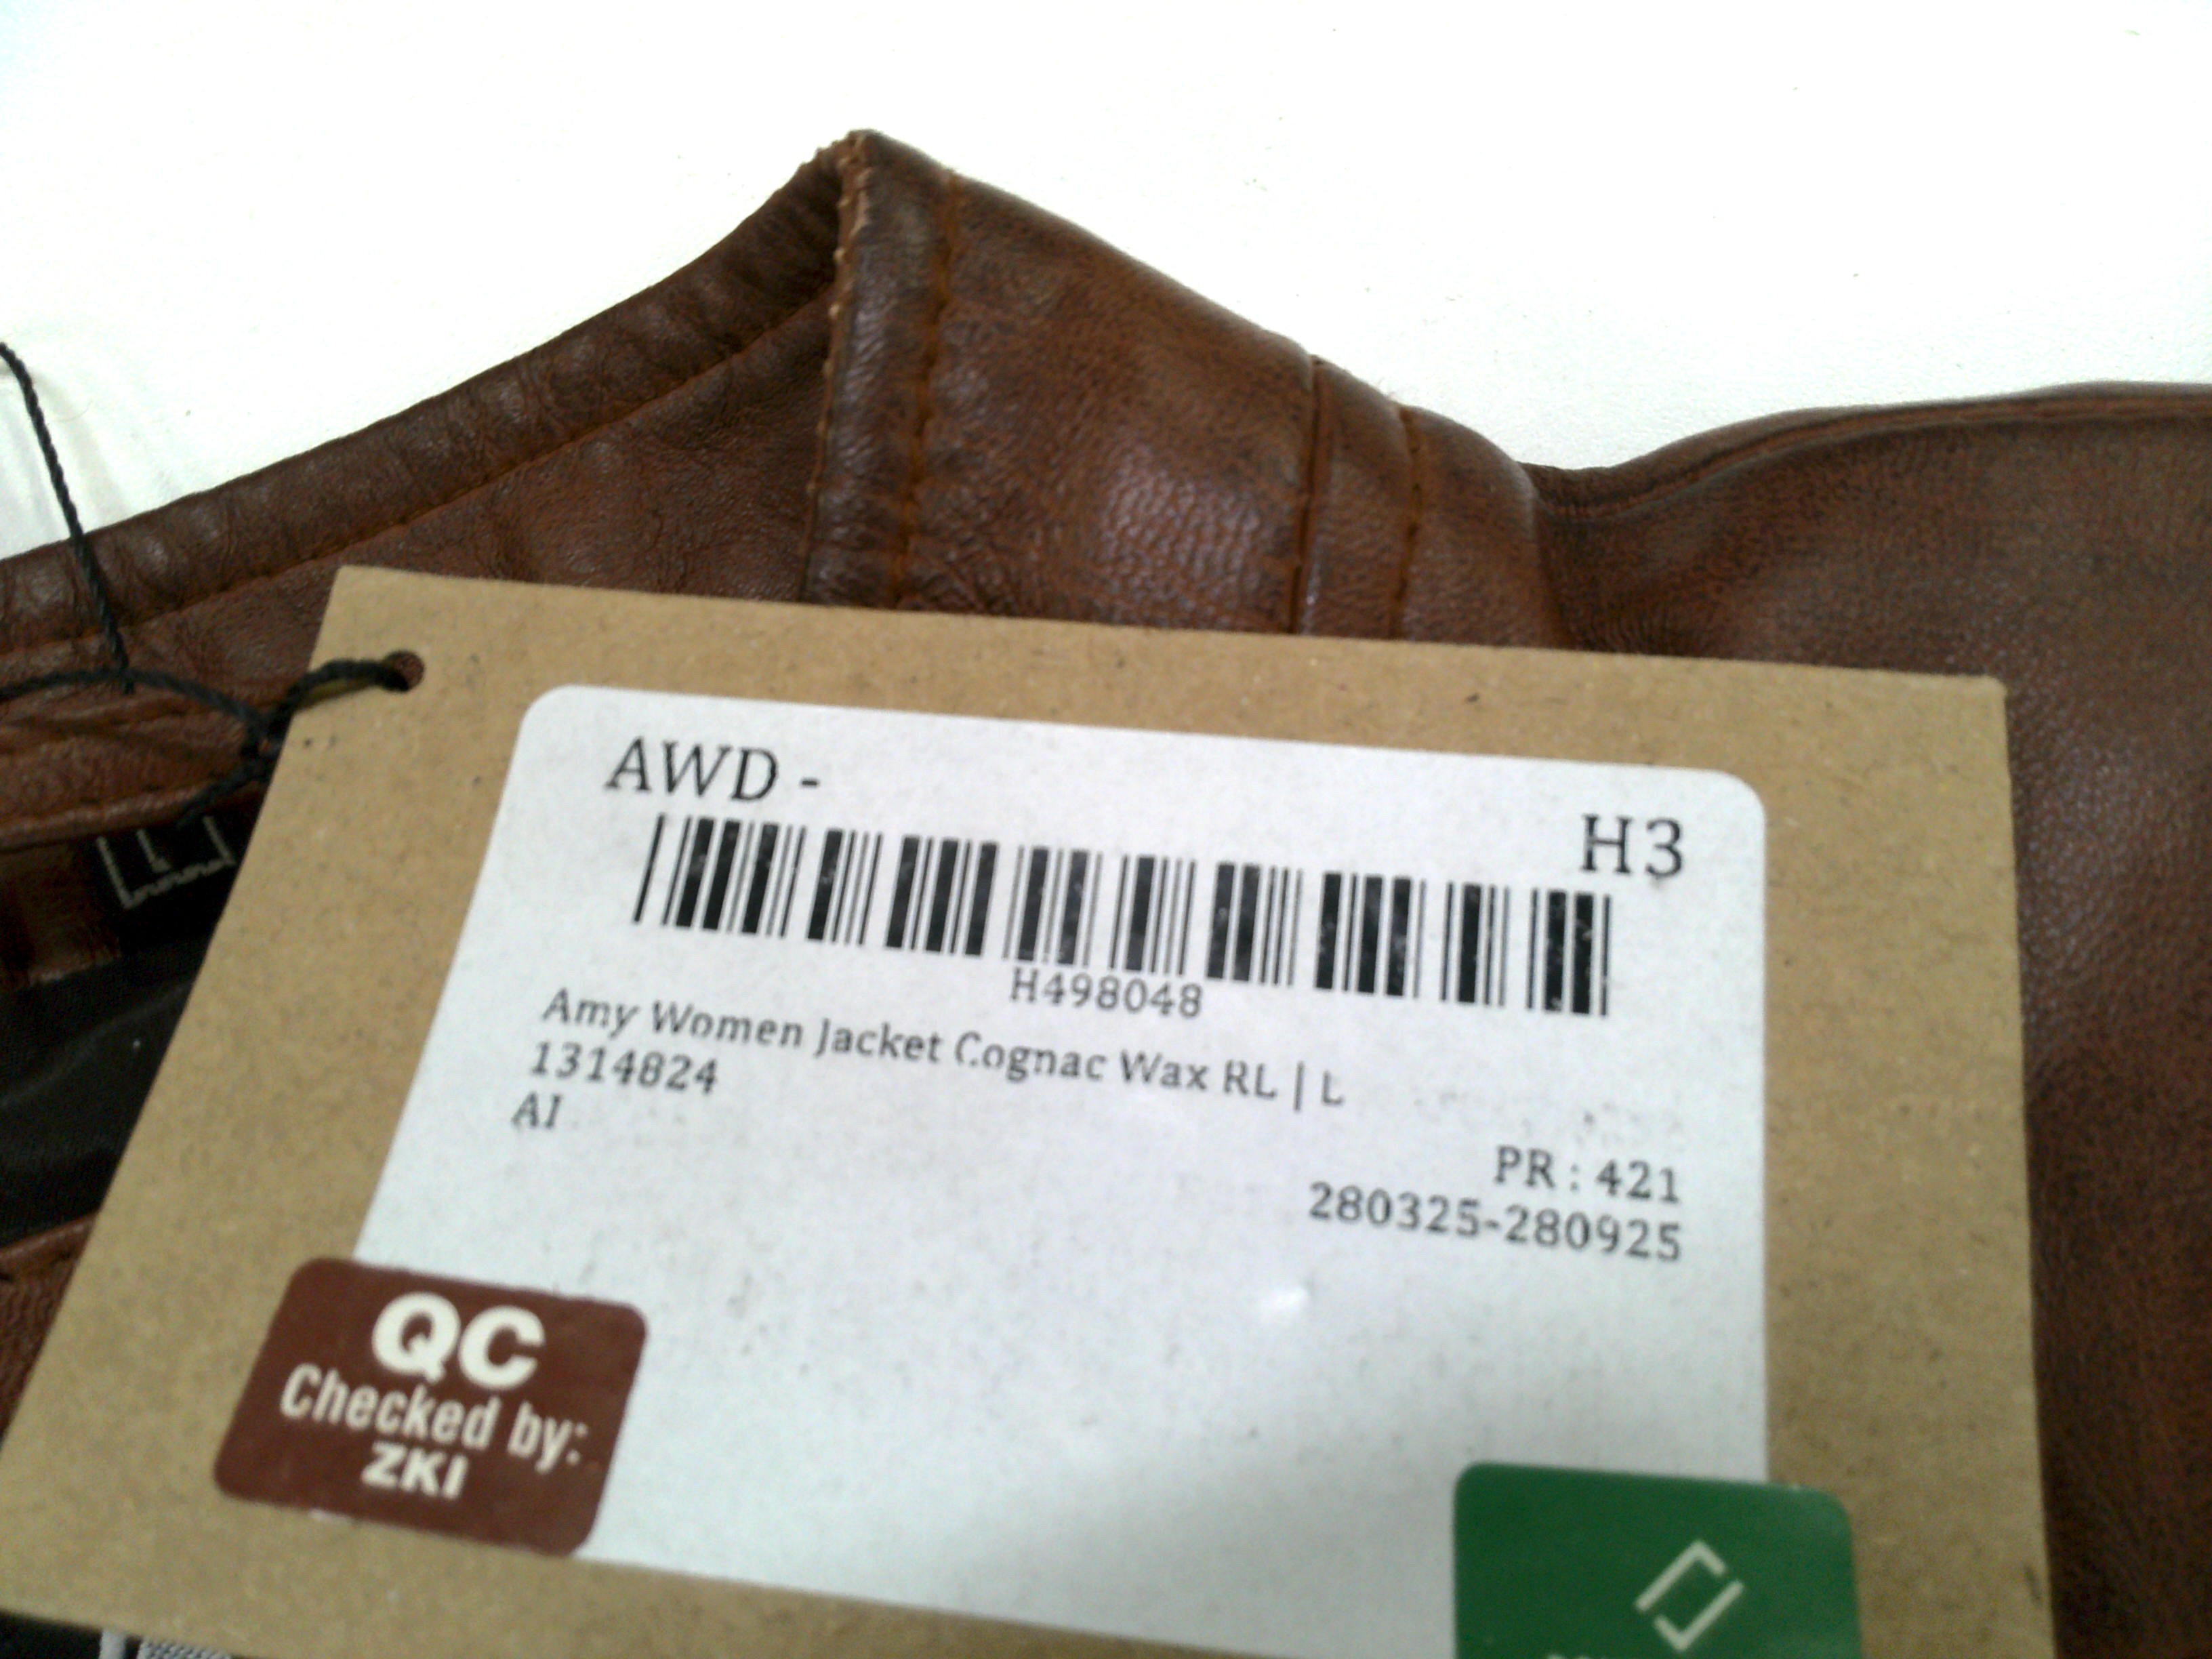 AWD -
H3
H498048
Amy Women Jacket Cognac Wax RL | L
1314824
AI
PR : 421
280325-280925
QC
Checked by:
ZKI
L